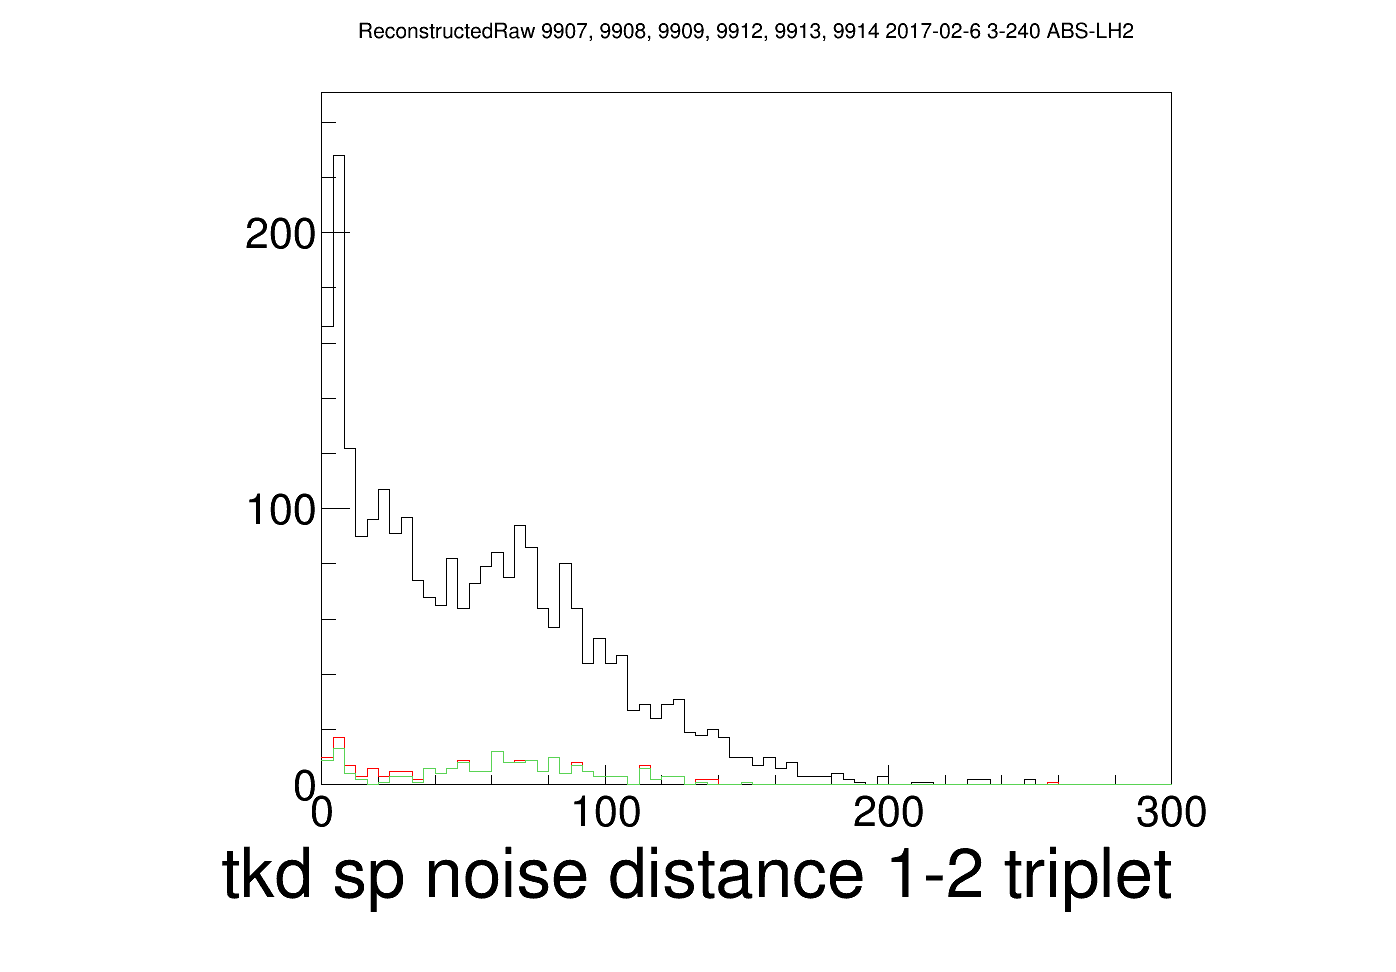 ReconstructedRaw 9907, 9908, 9909, 9912, 9913, 9914 2017-02-6 3-240 ABS-LH2
200
100
0
0 100 200 300
tkd sp noise distance 1-2 triplet